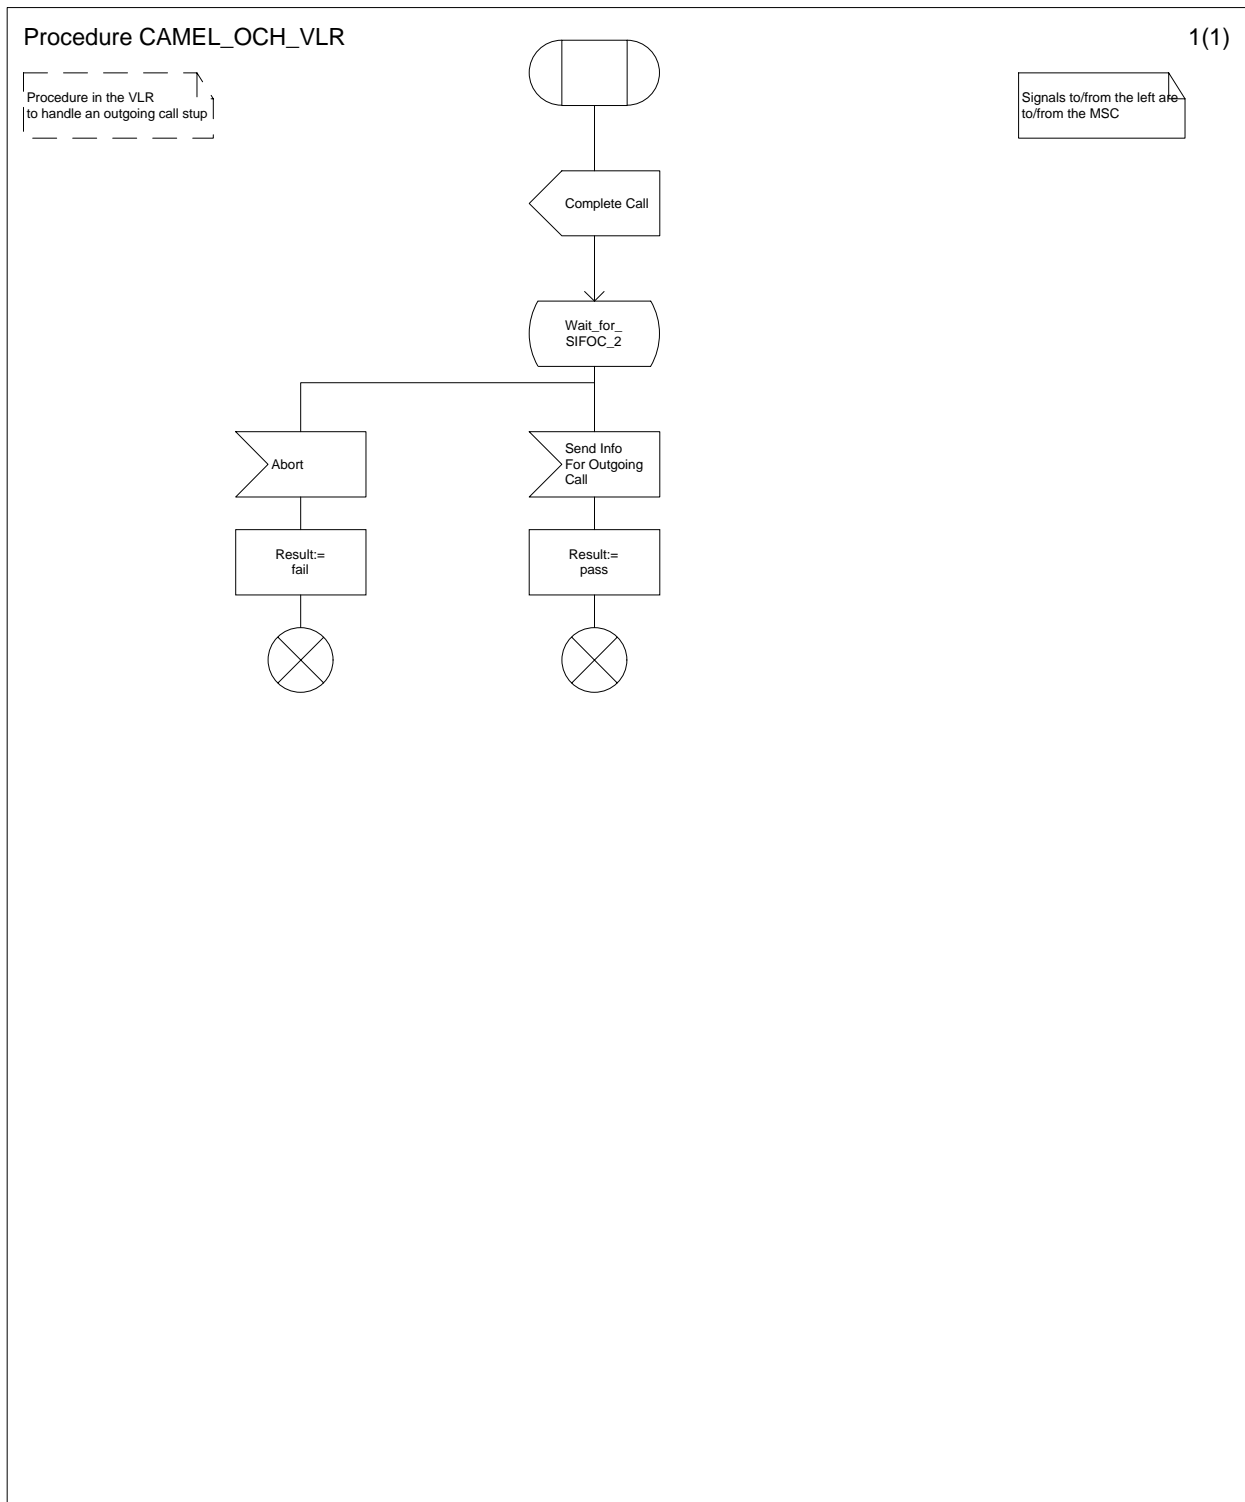 Procedure CAMEL_OCH_VLR
1(1)
Procedure in the VLR
to handle an outgoing call stup
Signals to/from the left are
to/from the MSC
Complete Call
Wait_for_
SIFOC_2
Abort
Send Info
For Outgoing
Call
Result:=
fail
Result:=
pass